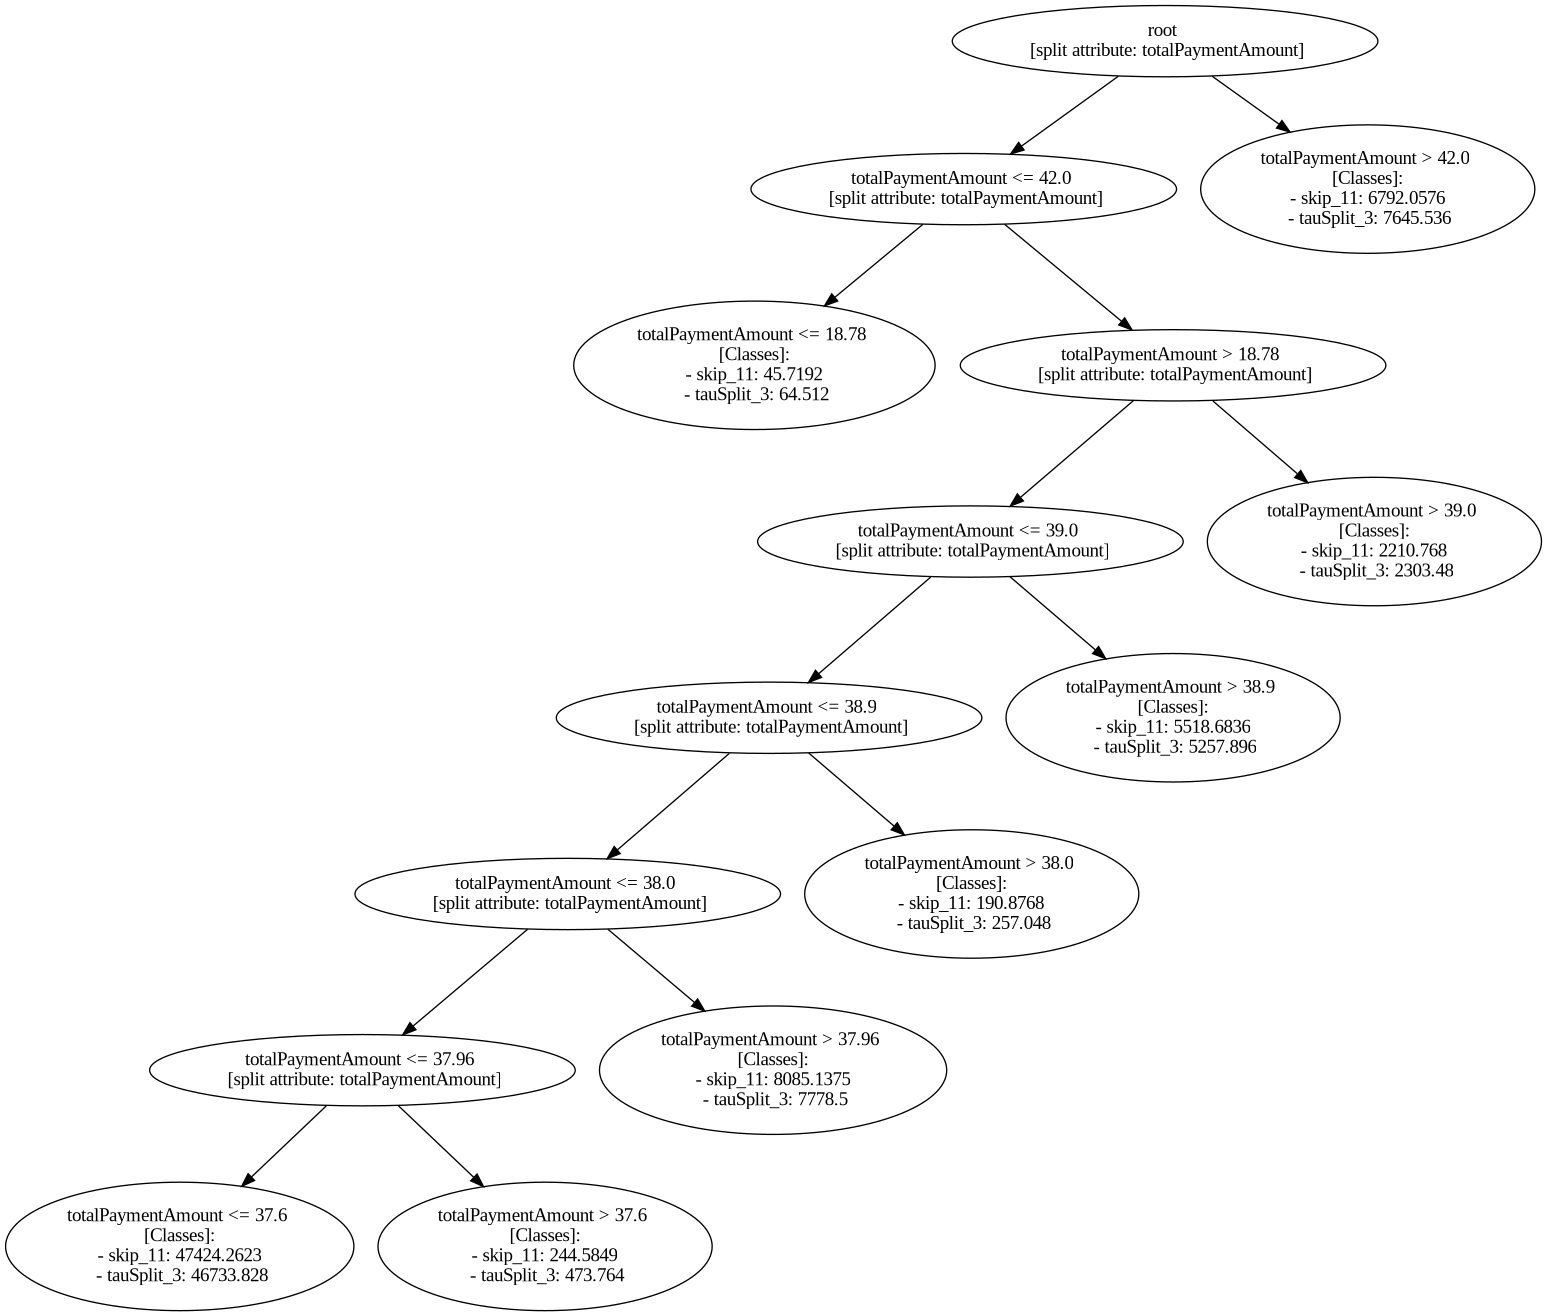 root
[split attribute: totalPaymentAmount]
totalPaymentAmount <= 42.0
[split attribute: totalPaymentAmount]
totalPaymentAmount > 42.0
[Classes]:
- skip_11: 6792.0576
- tauSplit_3: 7645.536
totalPaymentAmount <= 18.78
[Classes]:
- skip_11: 45.7192
- tauSplit_3: 64.512
totalPaymentAmount > 18.78
[split attribute: totalPaymentAmount]
totalPaymentAmount <= 39.0
[split attribute: totalPaymentAmount]
totalPaymentAmount > 39.0
[Classes]:
- skip_11: 2210.768
- tauSplit_3: 2303.48
totalPaymentAmount <= 38.9
[split attribute: totalPaymentAmount]
totalPaymentAmount > 38.9
[Classes]:
- skip_11: 5518.6836
- tauSplit_3: 5257.896
totalPaymentAmount <= 38.0
[split attribute: totalPaymentAmount]
totalPaymentAmount > 38.0
[Classes]:
- skip_11: 190.8768
- tauSplit_3: 257.048
totalPaymentAmount <= 37.96
[split attribute: totalPaymentAmount]
totalPaymentAmount > 37.96
[Classes]:
- skip_11: 8085.1375
- tauSplit_3: 7778.5
totalPaymentAmount <= 37.6
[Classes]:
- skip_11: 47424.2623
- tauSplit_3: 46733.828
totalPaymentAmount > 37.6
[Classes]:
- skip_11: 244.5849
- tauSplit_3: 473.764